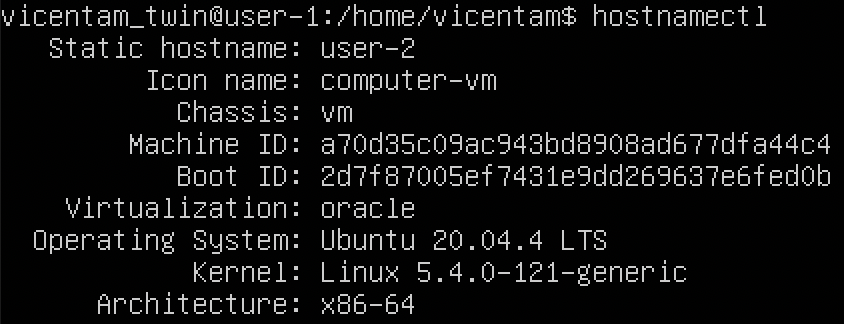 vicentam_twin@user-1:/home/vicentam$ hostnamectl
Static hostname: user-2
Icon name: computer-vm
Chassis: vm
Machine ID: a70d35c09ac943bd8908ad677dfa44c4
Boot ID: 2d7f87005ef7431e9dd269637e6fed0b
Virtualization: oracle
Operating System: Ubuntu 20.04.4 LTS
Kernel: Linux 5.4.0-121-generic
Architecture: x86-64